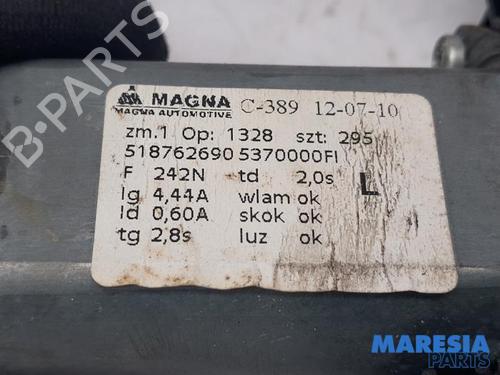 MAGNA C-389 12-07-10
MAGNA AUTOMOTIVE
zm.1 Op: 1328 szt: 295
518762690 5370000FI
F 242N td 2,0s L
Ig 4,44A wlam ok
Id 0,60A skok ok
tg 2,8s luz ok
B-PARTS
MARESIA
PARTS